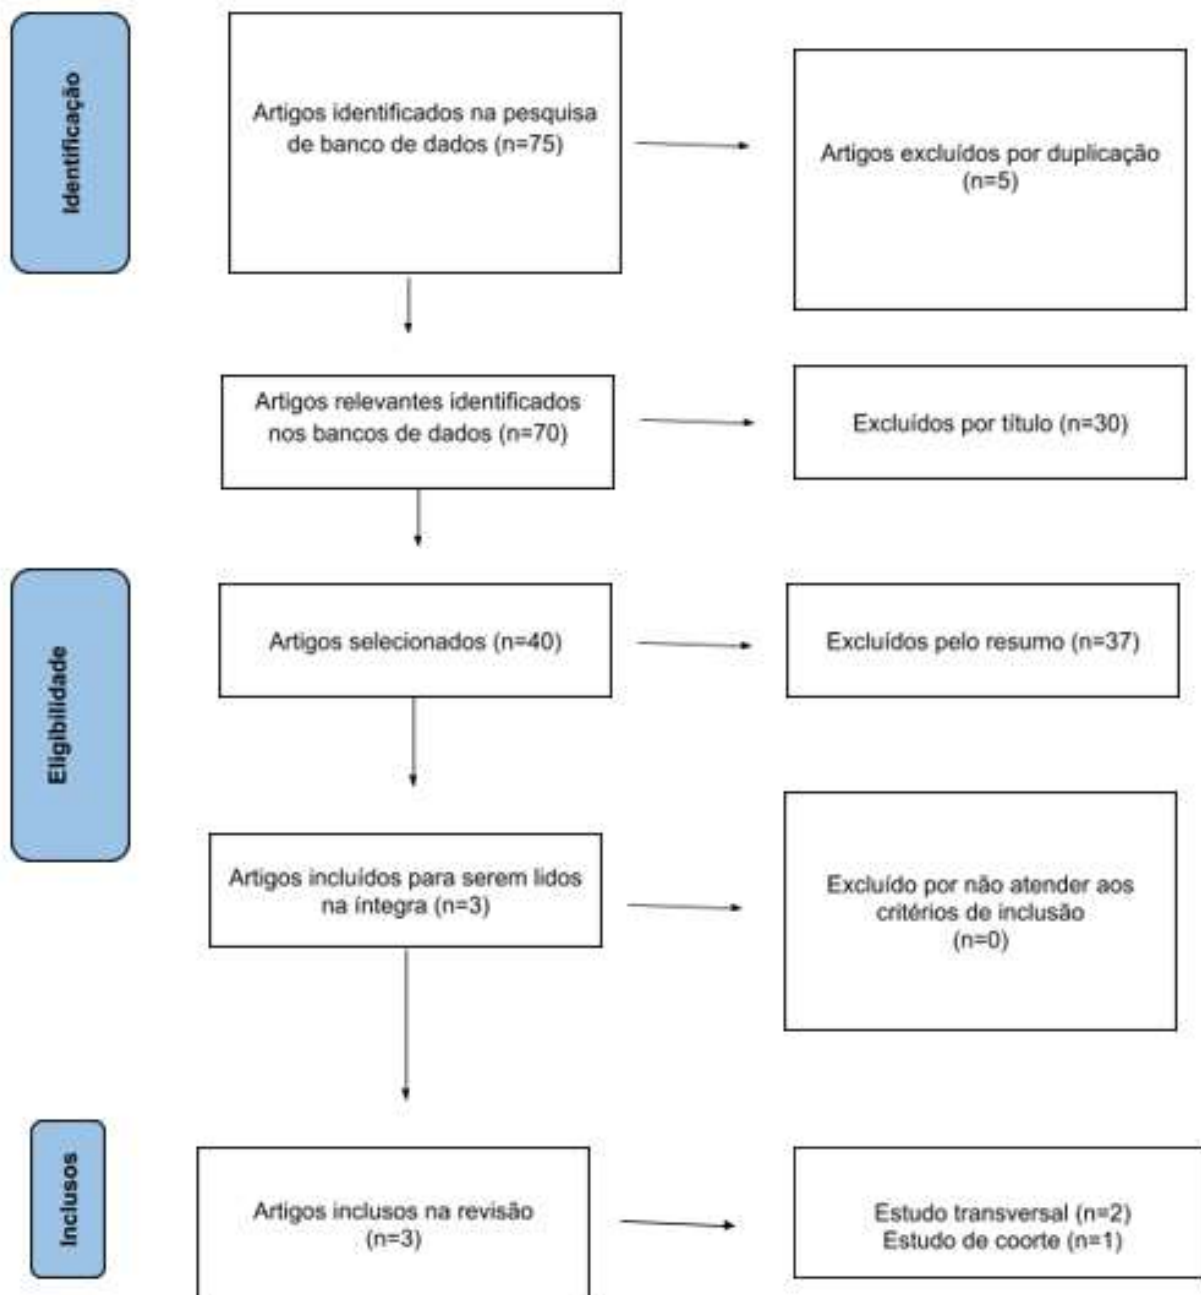 Identificação
Artigos identificados na pesquisa
de banco de dados (n=75)
Artigos excluídos por duplicação
(n=5)
Artigos relevantes identificados
nos bancos de dados (n=70)
Excluídos por título (n=30)
Eligibilidade
Artigos selecionados (n=40)
Excluídos pelo resumo (n=37)
Artigos incluídos para serem lidos
na íntegra (n=3)
Excluído por não atender aos
critérios de inclusão
(n=0)
Inclusos
Artigos inclusos na revisão
(n=3)
Estudo transversal (n=2)
Estudo de coorte (n=1)